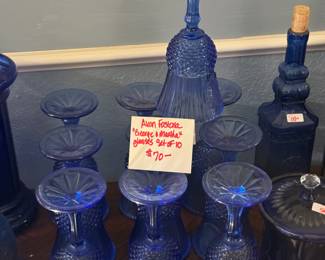 Avon Fostoria
"George & Martha"
glasses Set of 10
$70-